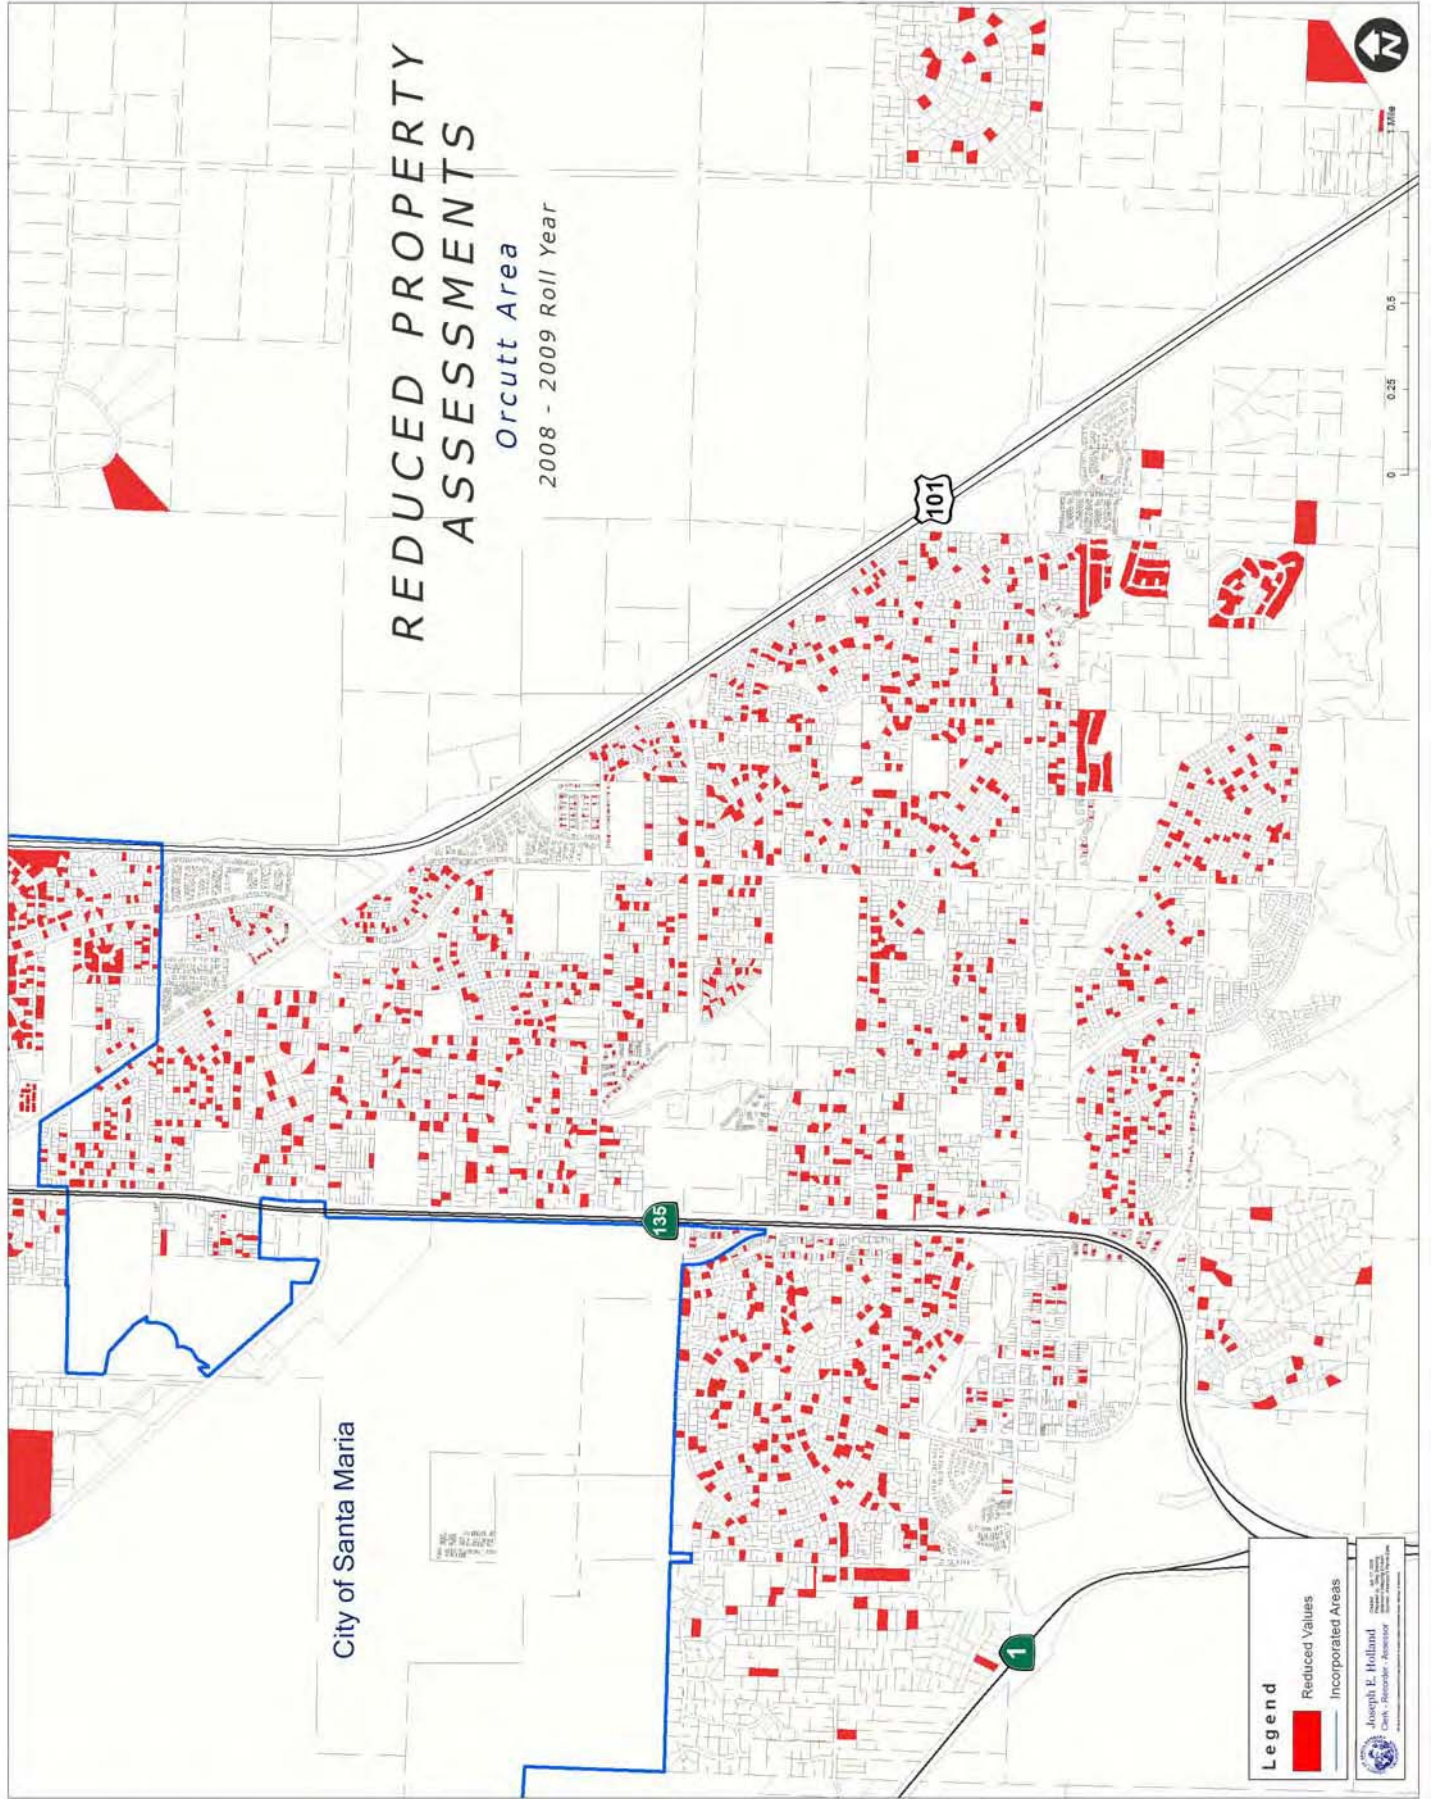 REDUCED PROPERTY
ASSESSMENTS
Orcutt Area
2008 - 2009 Roll Year
City of Santa Maria
101
135
1
N
0
0.25
0.5
1 Mile
Legend
Reduced Values
Incorporated Areas
Joseph E. Holland
Clerk - Recorder - Assessor